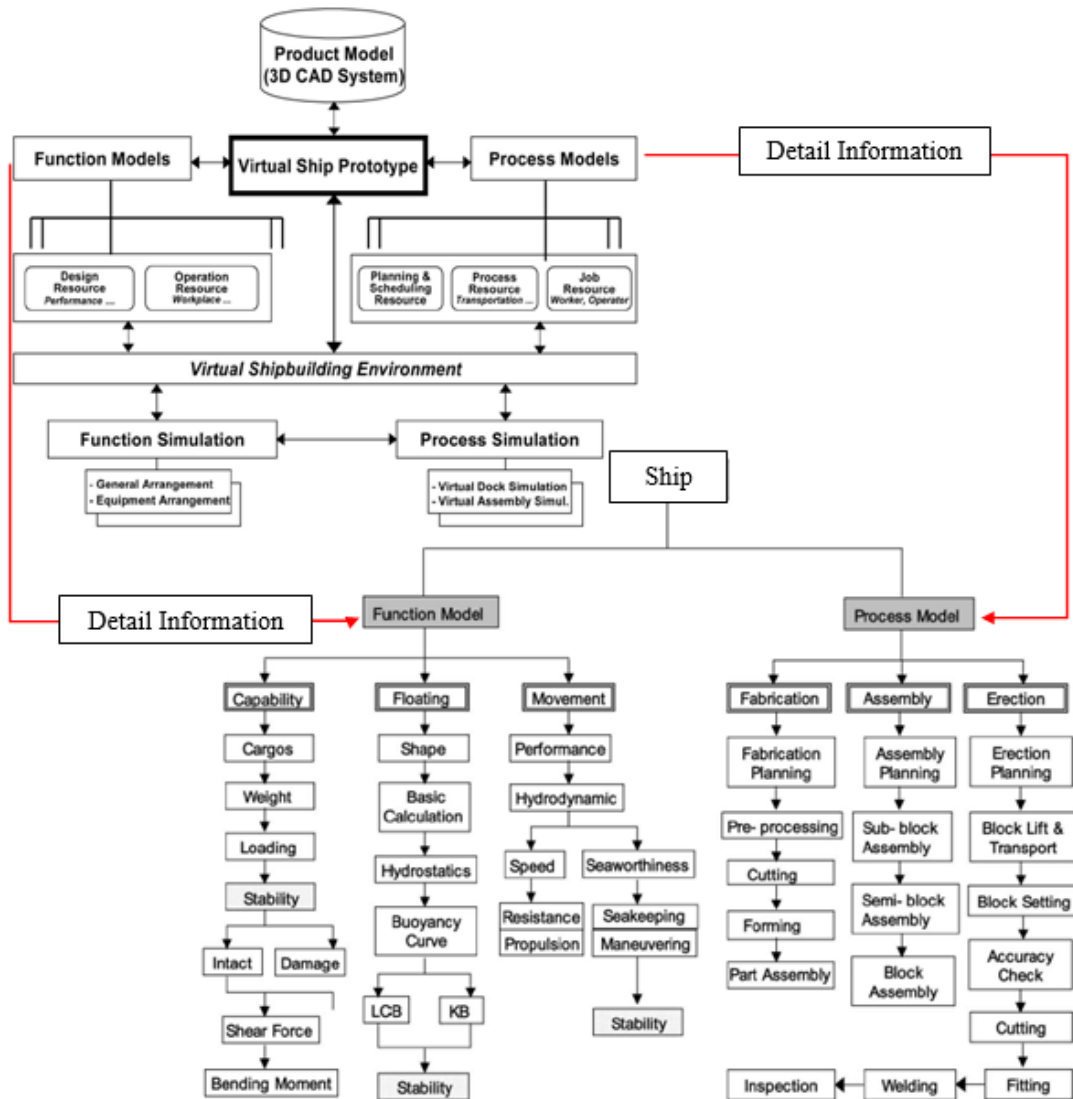 Product Model
(3D CAD System)
Function Models
Virtual Ship Prototype
Process Models
Detail Information
Design
Resource
Performance ...
Operation
Resource
Workplace ...
Planning &
Scheduling
Resource
Process
Resource
Transportation ...
Job
Resource
Worker, Operator
Virtual Shipbuilding Environment
Function Simulation
Process Simulation
- General Arrangement
- Equipment Arrangement
- Virtual Dock Simulation
- Virtual Assembly Simul.
Ship
Detail Information
Function Model
Process Model
Capability
Cargos
Weight
Loading
Stability
Intact
Damage
Shear Force
Bending Moment
Floating
Shape
Basic
Calculation
Hydrostatics
Buoyancy
Curve
LCB
KB
Stability
Movement
Performance
Hydrodynamic
Speed
Seaworthiness
Resistance
Propulsion
Seakeeping
Maneuvering
Stability
Fabrication
Fabrication
Planning
Pre- processing
Cutting
Forming
Part Assembly
Assembly
Assembly
Planning
Sub- block
Assembly
Semi- block
Assembly
Block
Assembly
Erection
Erection
Planning
Block Lift &
Transport
Block Setting
Accuracy
Check
Cutting
Fitting
Welding
Inspection